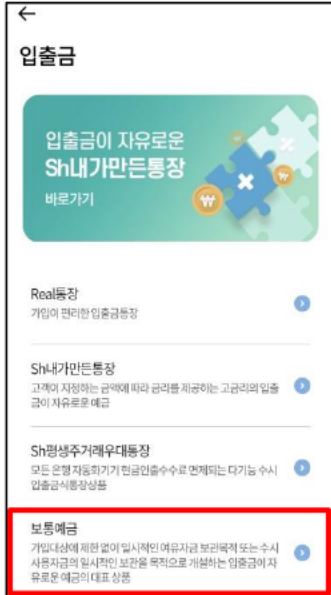 입출금
입출금이 자유로운
Sh내가만든통장
바로가기
Real통장
가입이 편리한 입출금통장
Sh내가만든통장
고객이 지정하는 금액에 따라 금리를 제공하는 고금리의 입출
금이 자유로운 예금
Sh평생주거래우대통장
모든 은행 자동화기기 현금인출수수료 면제되는 다기능 수시
입출금식통장상품
보통예금
가입대상에 제한 없이 일시적인 여유자금 보관목적 또는 수시
사용자금의 일시적인 보관을 목적으로 개설하는 입출금이 자
유로운 예금의 대표 상품